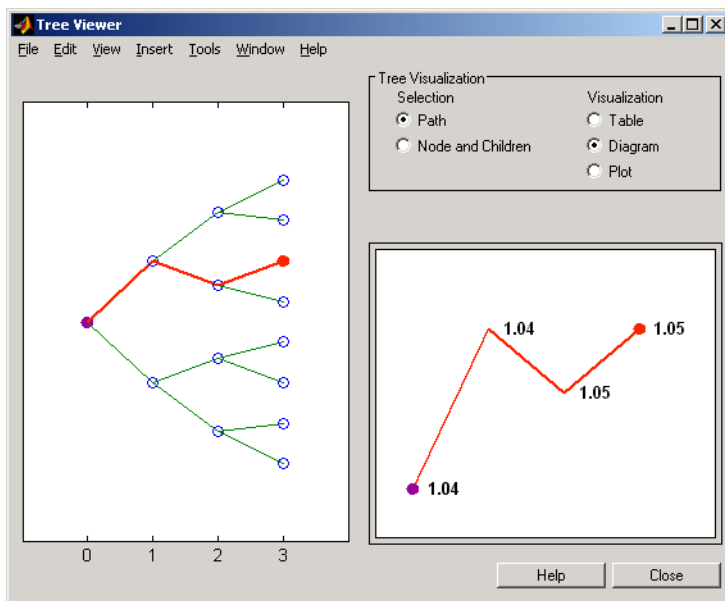 Tree Viewer
File Edit View Insert Tools Window Help
Tree Visualization
Selection
Visualization
Path
Table
Node and Children
Diagram
Plot
1.04
1.05
1.05
1.04
0 1 2 3
Help
Close